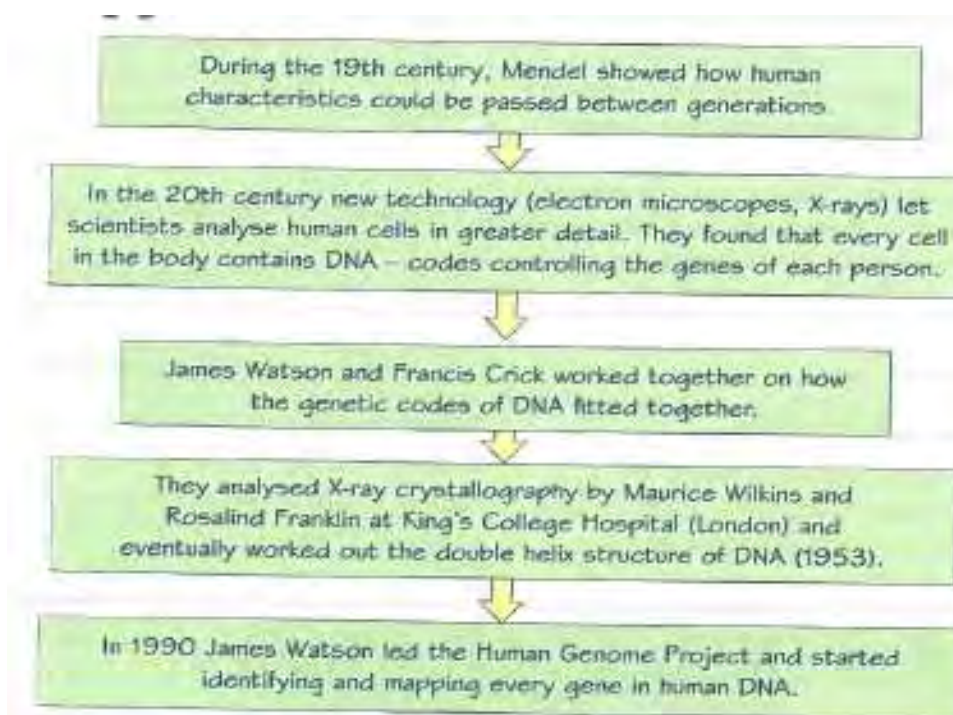 During the 19th century, Mendel showed how human
characteristics could be passed between generations.
In the 20th century new technology (electron microscopes, X-rays) let
scientists analyse human cells in greater detail. They found that every cell
in the body contains DNA – codes controlling the genes of each person.
James Watson and Francis Crick worked together on how
the genetic codes of DNA fitted together.
They analysed X-ray crystallography by Maurice Wilkins and
Rosalind Franklin at King's College Hospital (London) and
eventually worked out the double helix structure of DNA (1953).
In 1990 James Watson led the Human Genome Project and started
identifying and mapping every gene in human DNA.